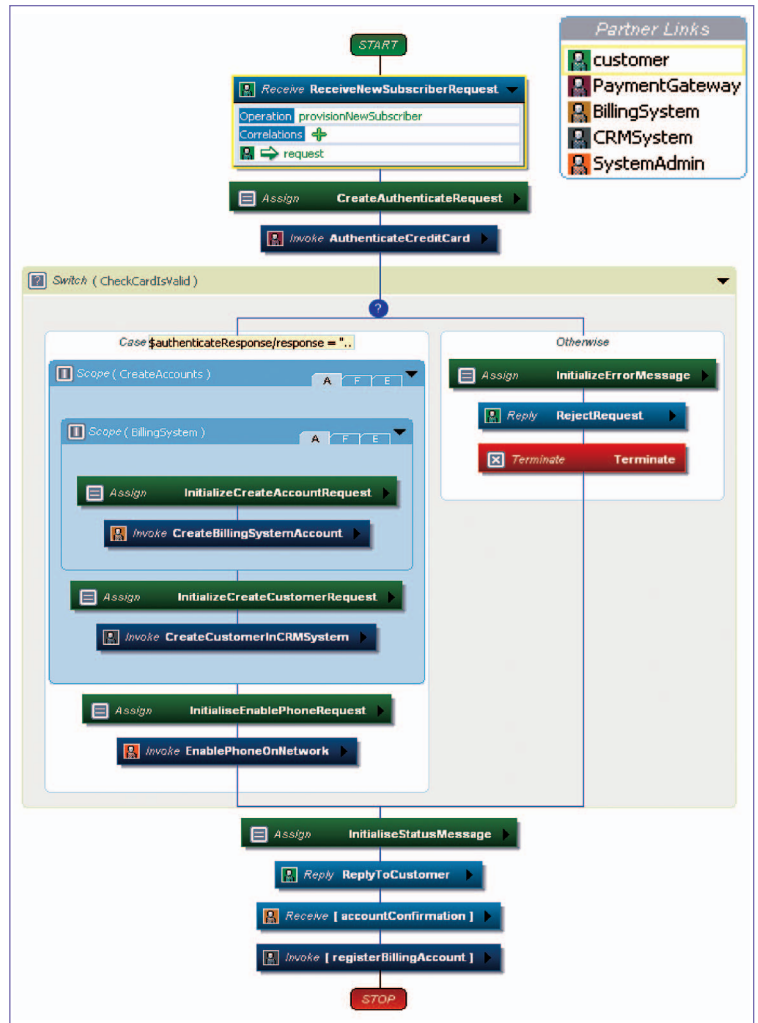 START
Partner Links
customer
PaymentGateway
BillingSystem
CRMSystem
SystemAdmin
Receive ReceiveNewSubscriberRequest
Operation provisionNewSubscriber
Correlations
request
Assign CreateAuthenticateRequest
Invoke AuthenticateCreditCard
Switch ( CheckCardIsValid )
?
Case $authenticateResponse/response = "..
Scope ( CreateAccounts )
A F E
Scope ( BillingSystem )
A F E
Assign InitializeCreateAccountRequest
Invoke CreateBillingSystemAccount
Assign InitializeCreateCustomerRequest
Invoke CreateCustomerInCRMSystem
Assign InitialiseEnablePhoneRequest
Invoke EnablePhoneOnNetwork
Otherwise
Assign InitializeErrorMessage
Reply RejectRequest
Terminate Terminate
Assign InitialiseStatusMessage
Reply ReplyToCustomer
Receive [ accountConfirmation ]
Invoke [ registerBillingAccount ]
STOP